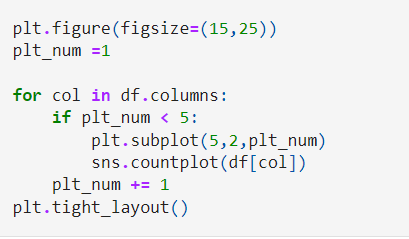 plt.figure(figsize=(15,25))
plt_num =1

for col in df.columns:
    if plt_num < 5:
        plt.subplot(5,2,plt_num)
        sns.countplot(df[col])
    plt_num += 1
plt.tight_layout()